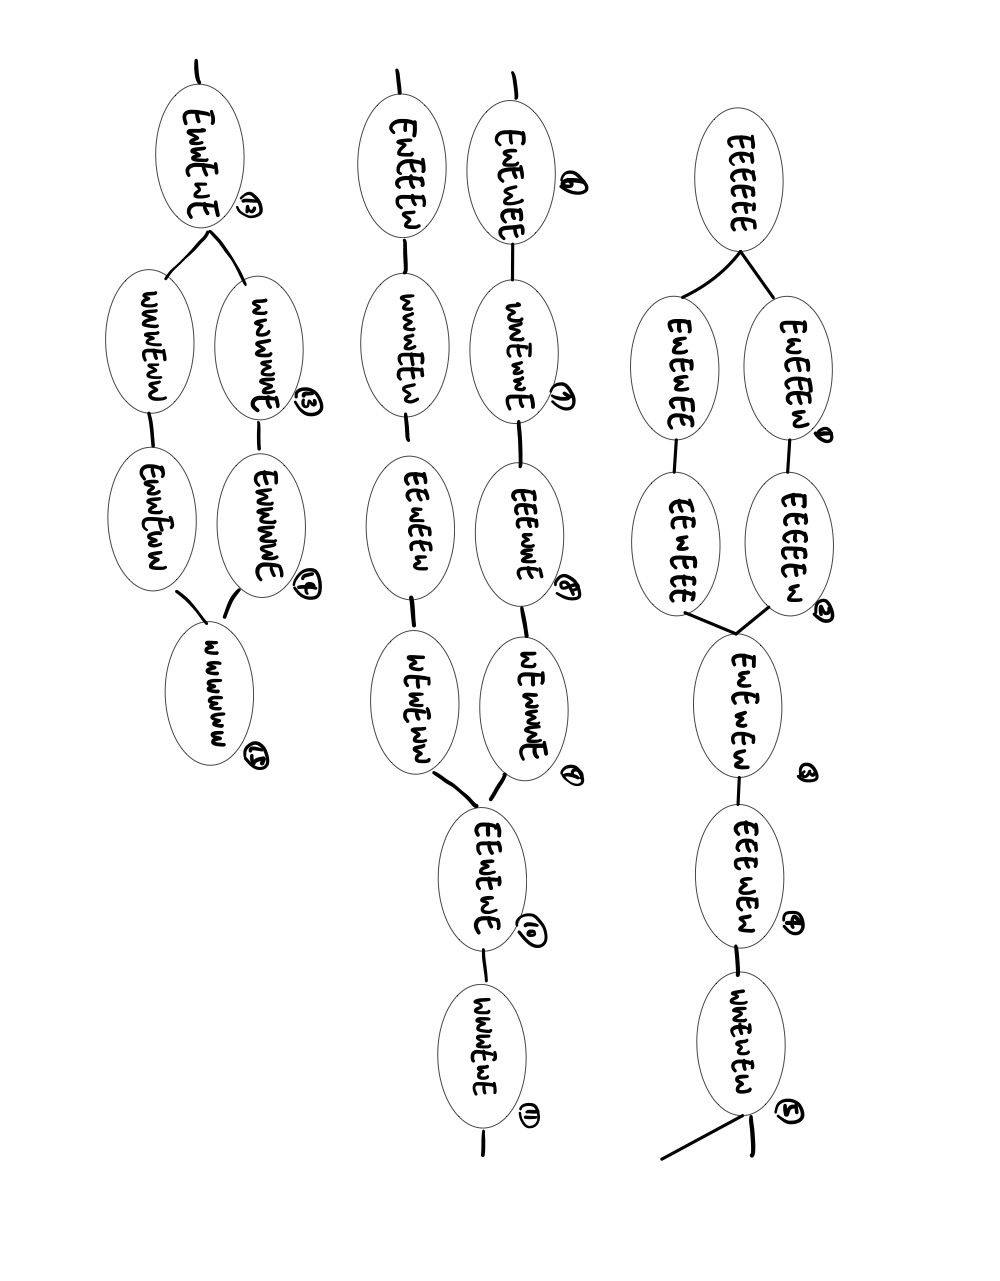 ① ②
EWEEEW EEEEEW
③ ④ ⑤
EEEEEE EWEWEW EEEWEW WWEWEW
EWEWEE EEWEEE
⑥ ⑦ ⑧ ⑨
EWEWEE WWEWWE EEEWWE WEWWWE
⑩ ⑪
EEWEWE WWWEWE
EWEEEW WWWEEW EEWEEW WEWEWW
⑬ ⑭
WWWWWE EWWWWE
⑫ ⑮
EWWEWE WWWWWW
WWWEWW EWWEWW